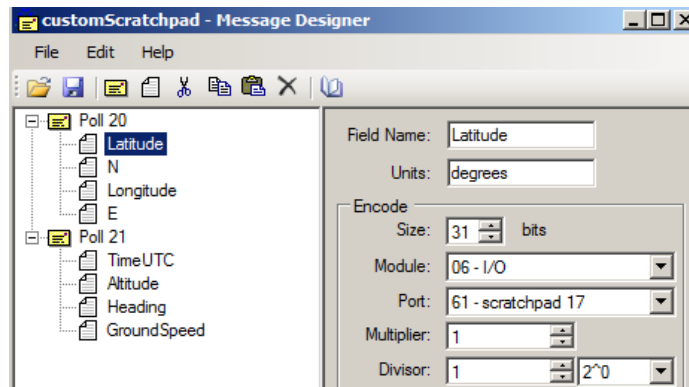 customScratchpad - Message Designer
File Edit Help
Poll 20
Latitude
N
Longitude
E
Poll 21
TimeUTC
Altitude
Heading
GroundSpeed
Field Name: Latitude
Units: degrees
Encode
Size: 31 bits
Module: 06 - I/O
Port: 61 - scratchpad 17
Multiplier: 1
Divisor: 1 2^0